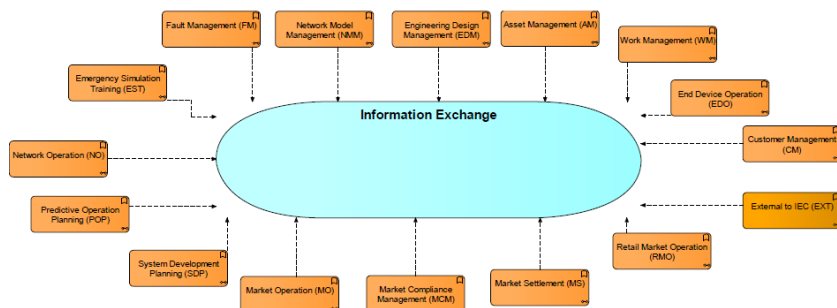 Fault Management (FM)
Network Model
Management (NMM)
Engineering Design
Management (EDM)
Asset Management (AM)
Work Management (WM)
Emergency Simulation
Training (EST)
End Device Operation
(EDO)
Information Exchange
Customer Management
(CM)
Network Operation (NO)
Predictive Operation
Planning (POP)
External to IEC (EXT)
System Development
Planning (SDP)
Retail Market Operation
(RMO)
Market Operation (MO)
Market Compliance
Management (MCM)
Market Settlement (MS)